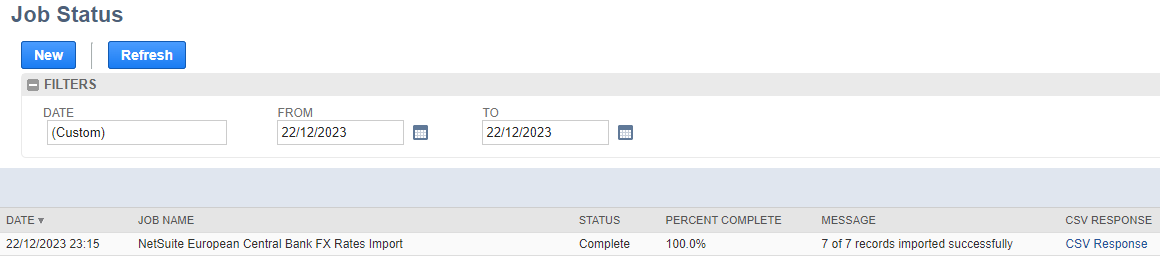 Job Status
New Refresh
FILTERS
DATE FROM TO
(Custom) 22/12/2023 22/12/2023
DATE ▼ JOB NAME STATUS PERCENT COMPLETE MESSAGE CSV RESPONSE
22/12/2023 23:15 NetSuite European Central Bank FX Rates Import Complete 100.0% 7 of 7 records imported successfully CSV Response